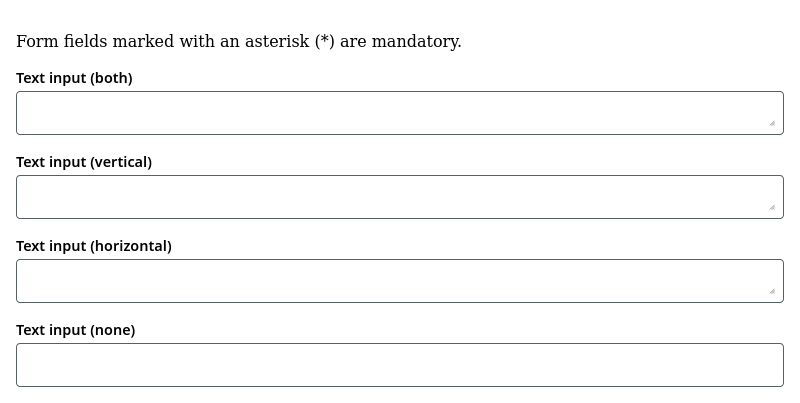 Form fields marked with an asterisk (*) are mandatory.
Text input (both)
Text input (vertical)
Text input (horizontal)
Text input (none)